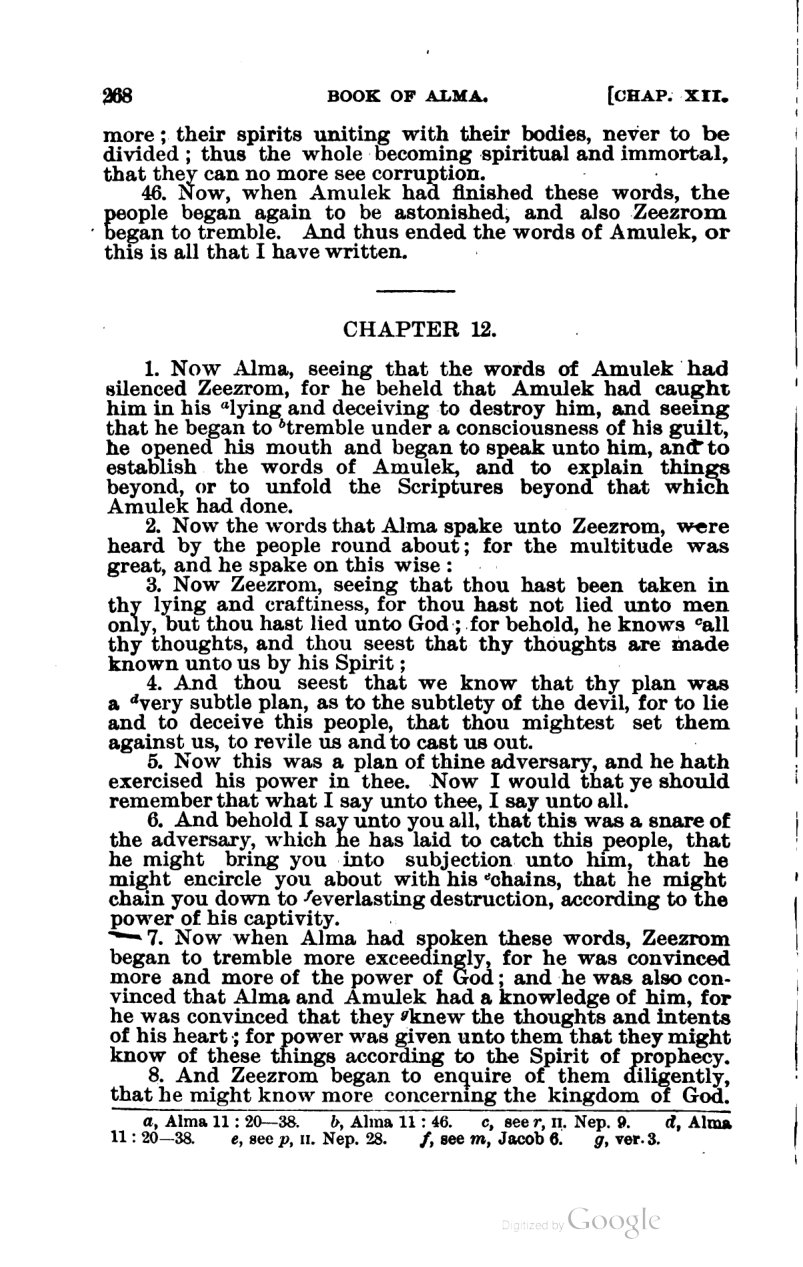 268 BOOK OF ALMA. [CHAP. XII.
more; their spirits uniting with their bodies, never to be
divided; thus the whole becoming spiritual and immortal,
that they can no more see corruption.
46. Now, when Amulek had finished these words, the
people began again to be astonished, and also Zeezrom
began to tremble. And thus ended the words of Amulek, or
this is all that I have written.
CHAPTER 12.
1. Now Alma, seeing that the words of Amulek had
silenced Zeezrom, for he beheld that Amulek had caught
him in his ᵃlying and deceiving to destroy him, and seeing
that he began to ᵇtremble under a consciousness of his guilt,
he opened his mouth and began to speak unto him, and to
establish the words of Amulek, and to explain things
beyond, or to unfold the Scriptures beyond that which
Amulek had done.
2. Now the words that Alma spake unto Zeezrom, were
heard by the people round about; for the multitude was
great, and he spake on this wise:
3. Now Zeezrom, seeing that thou hast been taken in
thy lying and craftiness, for thou hast not lied unto men
only, but thou hast lied unto God; for behold, he knows ᶜall
thy thoughts, and thou seest that thy thoughts are made
known unto us by his Spirit;
4. And thou seest that we know that thy plan was
a ᵈvery subtle plan, as to the subtlety of the devil, for to lie
and to deceive this people, that thou mightest set them
against us, to revile us and to cast us out.
5. Now this was a plan of thine adversary, and he hath
exercised his power in thee. Now I would that ye should
remember that what I say unto thee, I say unto all.
6. And behold I say unto you all, that this was a snare of
the adversary, which he has laid to catch this people, that
he might bring you into subjection unto him, that he
might encircle you about with his ᵉchains, that he might
chain you down to ᶠeverlasting destruction, according to the
power of his captivity.
7. Now when Alma had spoken these words, Zeezrom
began to tremble more exceedingly, for he was convinced
more and more of the power of God; and he was also con-
vinced that Alma and Amulek had a knowledge of him, for
he was convinced that they ᵍknew the thoughts and intents
of his heart; for power was given unto them that they might
know of these things according to the Spirit of prophecy.
8. And Zeezrom began to enquire of them diligently,
that he might know more concerning the kingdom of God.
a, Alma 11 : 20—38. b, Alma 11 : 46. c, see r, II. Nep. 9. d, Alma
11 : 20—38. e, see p, II. Nep. 28. f, see m, Jacob 6. g, ver. 3.
Digitized by Google